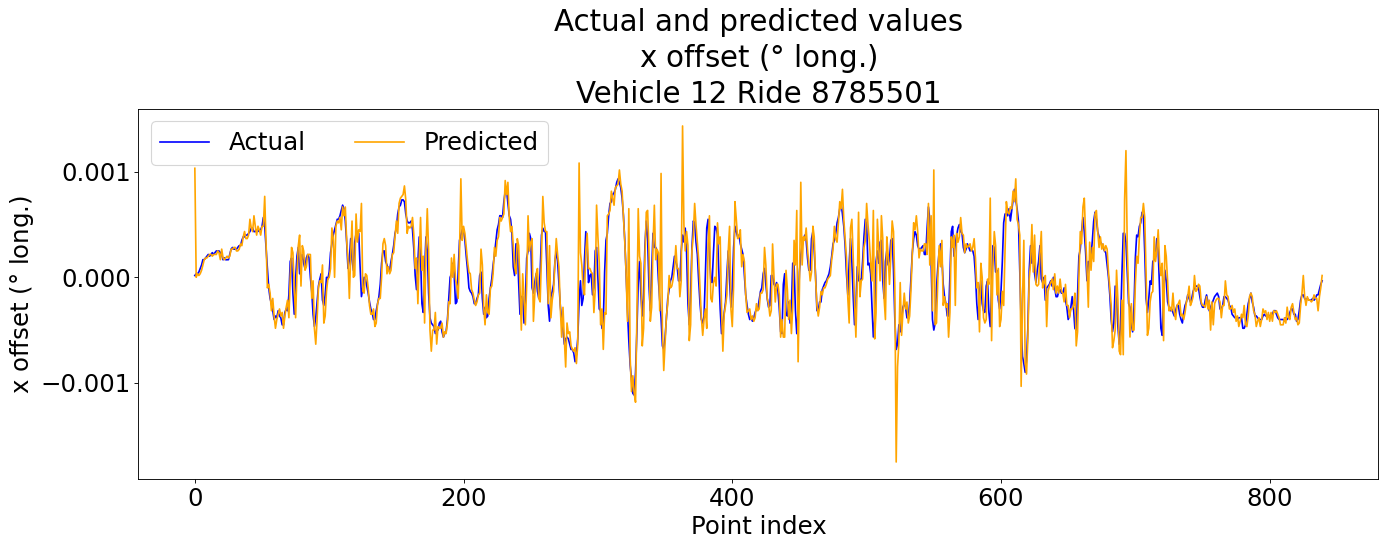 Actual and predicted values
x offset (° long.)
Vehicle 12 Ride 8785501
Actual
Predicted
x offset (° long.)
0.001
0.000
−0.001
0
200
400
600
800
Point index